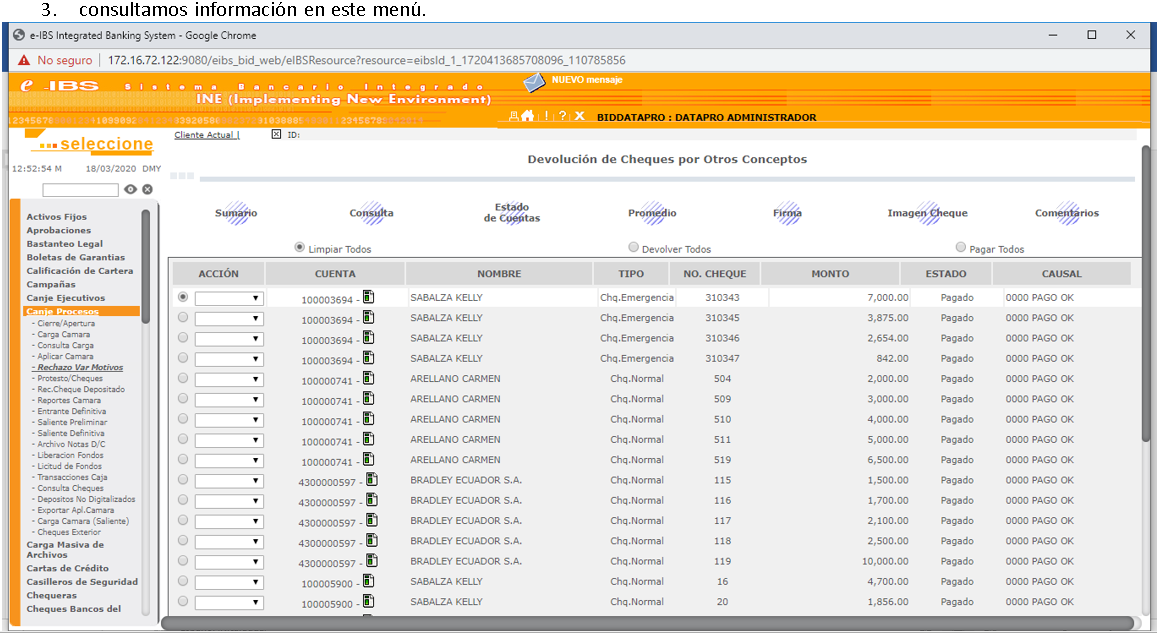 3. consultamos información en este menú.
e-IBS Integrated Banking System - Google Chrome
No seguro | 172.16.72.122:9080/eibs_bid_web/eIBSResource?resource=eibsId_1_1720413685708096_110785856
e-IBS Sistema Bancario Integrado
NUEVO mensaje
INE (Implementing New Environment)
! ? X BIDDATAPRO : DATAPRO ADMINISTRADOR
seleccione
Cliente Actual | ID:
12:52:54 M 18/03/2020 DMY
Devolución de Cheques por Otros Conceptos
Sumario Consulta Estado de Cuentas Promedio Firma Imagen Cheque Comentarios
Limpiar Todos Devolver Todos Pagar Todos
Activos Fijos
Aprobaciones
Bastanteo Legal
Boletas de Garantias
Calificación de Cartera
Campañas
Canje Ejecutivos
Canje Procesos
- Cierre/Apertura
- Carga Camara
- Consulta Carga
- Aplicar Camara
- Rechazo Var Motivos
- Protesto/Cheques
- Rec.Cheque Depositado
- Reportes Camara
- Entrante Definitiva
- Saliente Preliminar
- Saliente Definitiva
- Archivo Notas D/C
- Liberacion Fondos
- Licitud de Fondos
- Transacciones Caja
- Consulta Cheques
- Depositos No Digitalizados
- Exportar Apl.Camara
- Carga Camara (Saliente)
- Cheques Exterior
Carga Masiva de
Archivos
Cartas de Crédito
Casilleros de Seguridad
Chequeras
Cheques Bancos del
ACCIÓN CUENTA NOMBRE TIPO NO. CHEQUE MONTO ESTADO CAUSAL
100003694 - SABALZA KELLY Chq.Emergencia 310343 7,000.00 Pagado 0000 PAGO OK
100003694 - SABALZA KELLY Chq.Emergencia 310345 3,875.00 Pagado 0000 PAGO OK
100003694 - SABALZA KELLY Chq.Emergencia 310346 2,654.00 Pagado 0000 PAGO OK
100003694 - SABALZA KELLY Chq.Emergencia 310347 842.00 Pagado 0000 PAGO OK
100000741 - ARELLANO CARMEN Chq.Normal 504 2,000.00 Pagado 0000 PAGO OK
100000741 - ARELLANO CARMEN Chq.Normal 509 3,000.00 Pagado 0000 PAGO OK
100000741 - ARELLANO CARMEN Chq.Normal 510 4,000.00 Pagado 0000 PAGO OK
100000741 - ARELLANO CARMEN Chq.Normal 511 5,000.00 Pagado 0000 PAGO OK
100000741 - ARELLANO CARMEN Chq.Normal 519 6,500.00 Pagado 0000 PAGO OK
4300000597 - BRADLEY ECUADOR S.A. Chq.Normal 115 1,500.00 Pagado 0000 PAGO OK
4300000597 - BRADLEY ECUADOR S.A. Chq.Normal 116 1,700.00 Pagado 0000 PAGO OK
4300000597 - BRADLEY ECUADOR S.A. Chq.Normal 117 2,100.00 Pagado 0000 PAGO OK
4300000597 - BRADLEY ECUADOR S.A. Chq.Normal 118 2,500.00 Pagado 0000 PAGO OK
4300000597 - BRADLEY ECUADOR S.A. Chq.Normal 119 10,000.00 Pagado 0000 PAGO OK
100005900 - SABALZA KELLY Chq.Normal 16 4,700.00 Pagado 0000 PAGO OK
100005900 - SABALZA KELLY Chq.Normal 20 1,856.00 Pagado 0000 PAGO OK